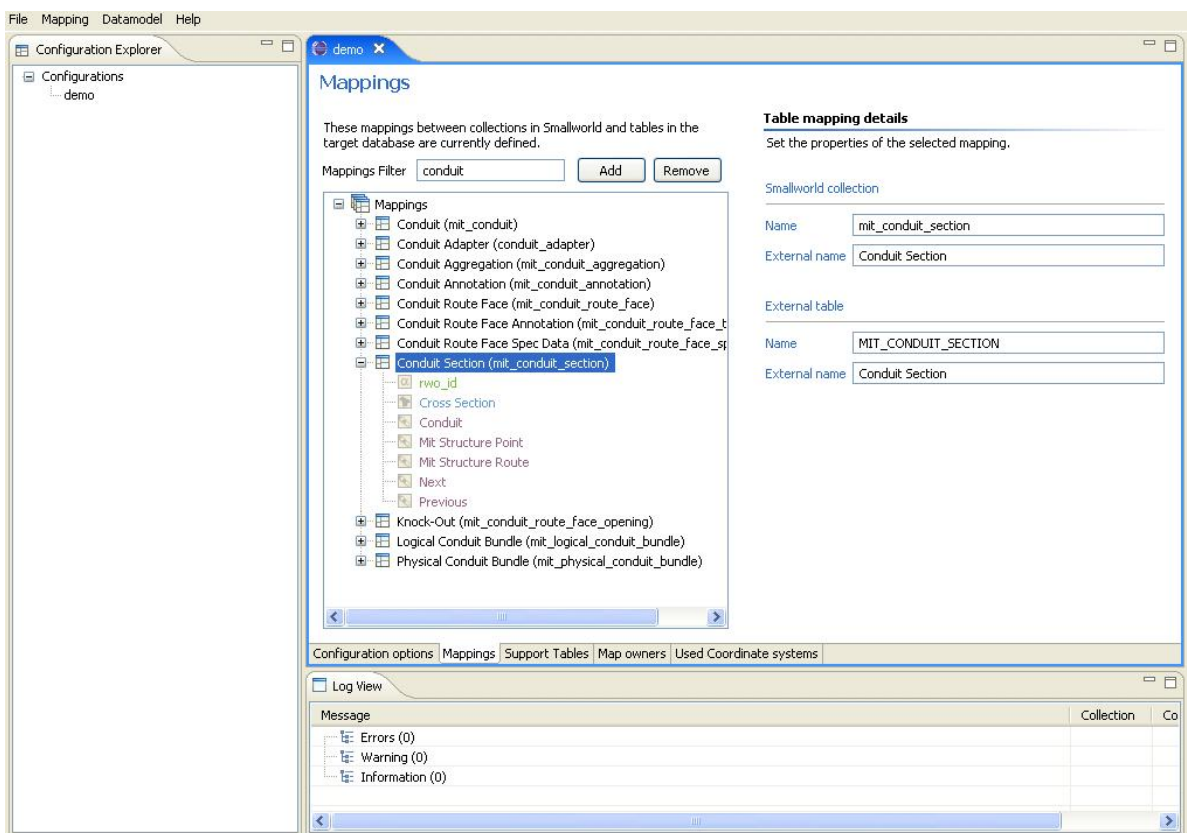 File Mapping Datamodel Help
Configuration Explorer
Configurations
demo
demo
Mappings
These mappings between collections in Smallworld and tables in the
target database are currently defined.
Mappings Filter conduit Add Remove
Mappings
Conduit (mit_conduit)
Conduit Adapter (conduit_adapter)
Conduit Aggregation (mit_conduit_aggregation)
Conduit Annotation (mit_conduit_annotation)
Conduit Route Face (mit_conduit_route_face)
Conduit Route Face Annotation (mit_conduit_route_face_t
Conduit Route Face Spec Data (mit_conduit_route_face_sp
Conduit Section (mit_conduit_section)
rwo_id
Cross Section
Conduit
Mit Structure Point
Mit Structure Route
Next
Previous
Knock-Out (mit_conduit_route_face_opening)
Logical Conduit Bundle (mit_logical_conduit_bundle)
Physical Conduit Bundle (mit_physical_conduit_bundle)
Table mapping details
Set the properties of the selected mapping.
Smallworld collection
Name mit_conduit_section
External name Conduit Section
External table
Name MIT_CONDUIT_SECTION
External name Conduit Section
Configuration options Mappings Support Tables Map owners Used Coordinate systems
Log View
Message Collection Co
Errors (0)
Warning (0)
Information (0)